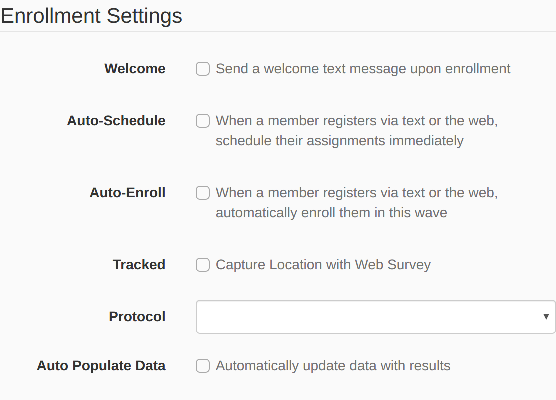 Enrollment Settings
Welcome Send a welcome text message upon enrollment
Auto-Schedule When a member registers via text or the web,
schedule their assignments immediately
Auto-Enroll When a member registers via text or the web,
automatically enroll them in this wave
Tracked Capture Location with Web Survey
Protocol
Auto Populate Data Automatically update data with results